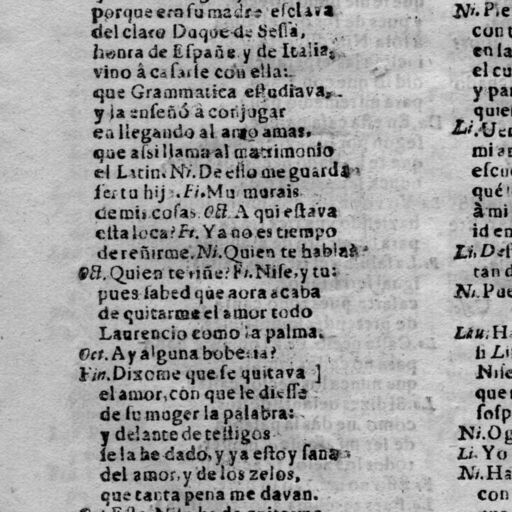 porque era su madre esclava
del claro Duque de Sessa,
honra de España, y de Italia,
vino â casarse con ella:
que Grammatica estudiava,
y la enseñó a conjugar
en llegando al amo amas,
que assi llama al matrimonio
el Latin. Ni. De esso me guarda
ser tu hija. Fi. Mu murais
de mis cosas. Oct. A qui estava
esta loca? Fi. Ya no es tiempo
de reñirme. Ni. Quien te habla?
Oct. Quien te riñe? Fi. Nise, y tu:
pues sabed que aora acaba
de quitarme el amor todo
Laurencio como la palma.
Oct. Ay alguna boberia?
Fin. Dixome que se quitava ]
el amor, con que le diesse
de su muger la palabra:
y delante de testigos
se la he dado, y ya estoy sana
del amor, y de los zelos,
que tanta pena me davan.
Ni. Pie
con
en la
el cu
y pa
quie
Li.
mi a
escu
qué
à mi
id en
Li. Des
tan d
Ni. Pue
Lau. Ha
li Li
Nise
que
sosp
Ni. Og
Li. Yo
Ni. Ha
con